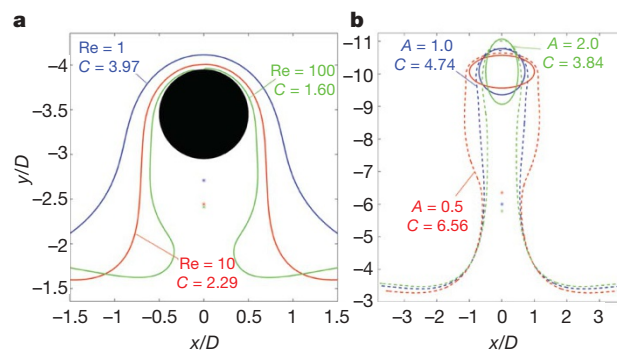 a
Re = 1
C = 3.97
Re = 100
C = 1.60
Re = 10
C = 2.29
y/D
−4
−3.5
−3
−2.5
−2
−1.5
−1.5
−1
−0.5
0
0.5
1
1.5
x/D
b
A = 1.0
C = 4.74
A = 2.0
C = 3.84
A = 0.5
C = 6.56
−11
−10
−9
−8
−7
−6
−5
−4
−3
−3
−2
−1
0
1
2
3
x/D